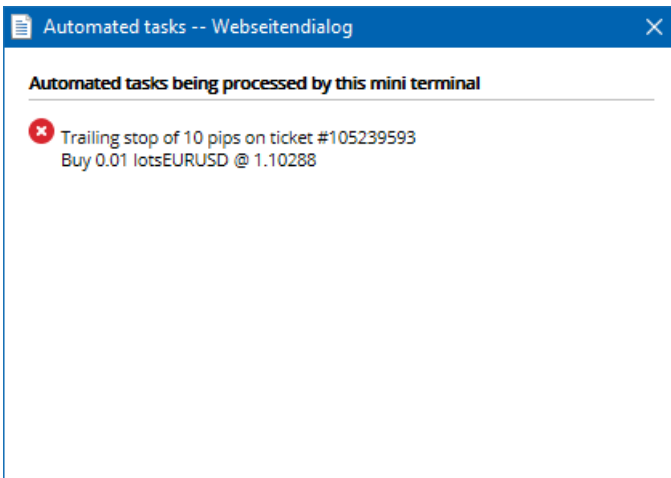 Automated tasks -- Webseitendialog
Automated tasks being processed by this mini terminal
Trailing stop of 10 pips on ticket #105239593
Buy 0.01 lotsEURUSD @ 1.10288